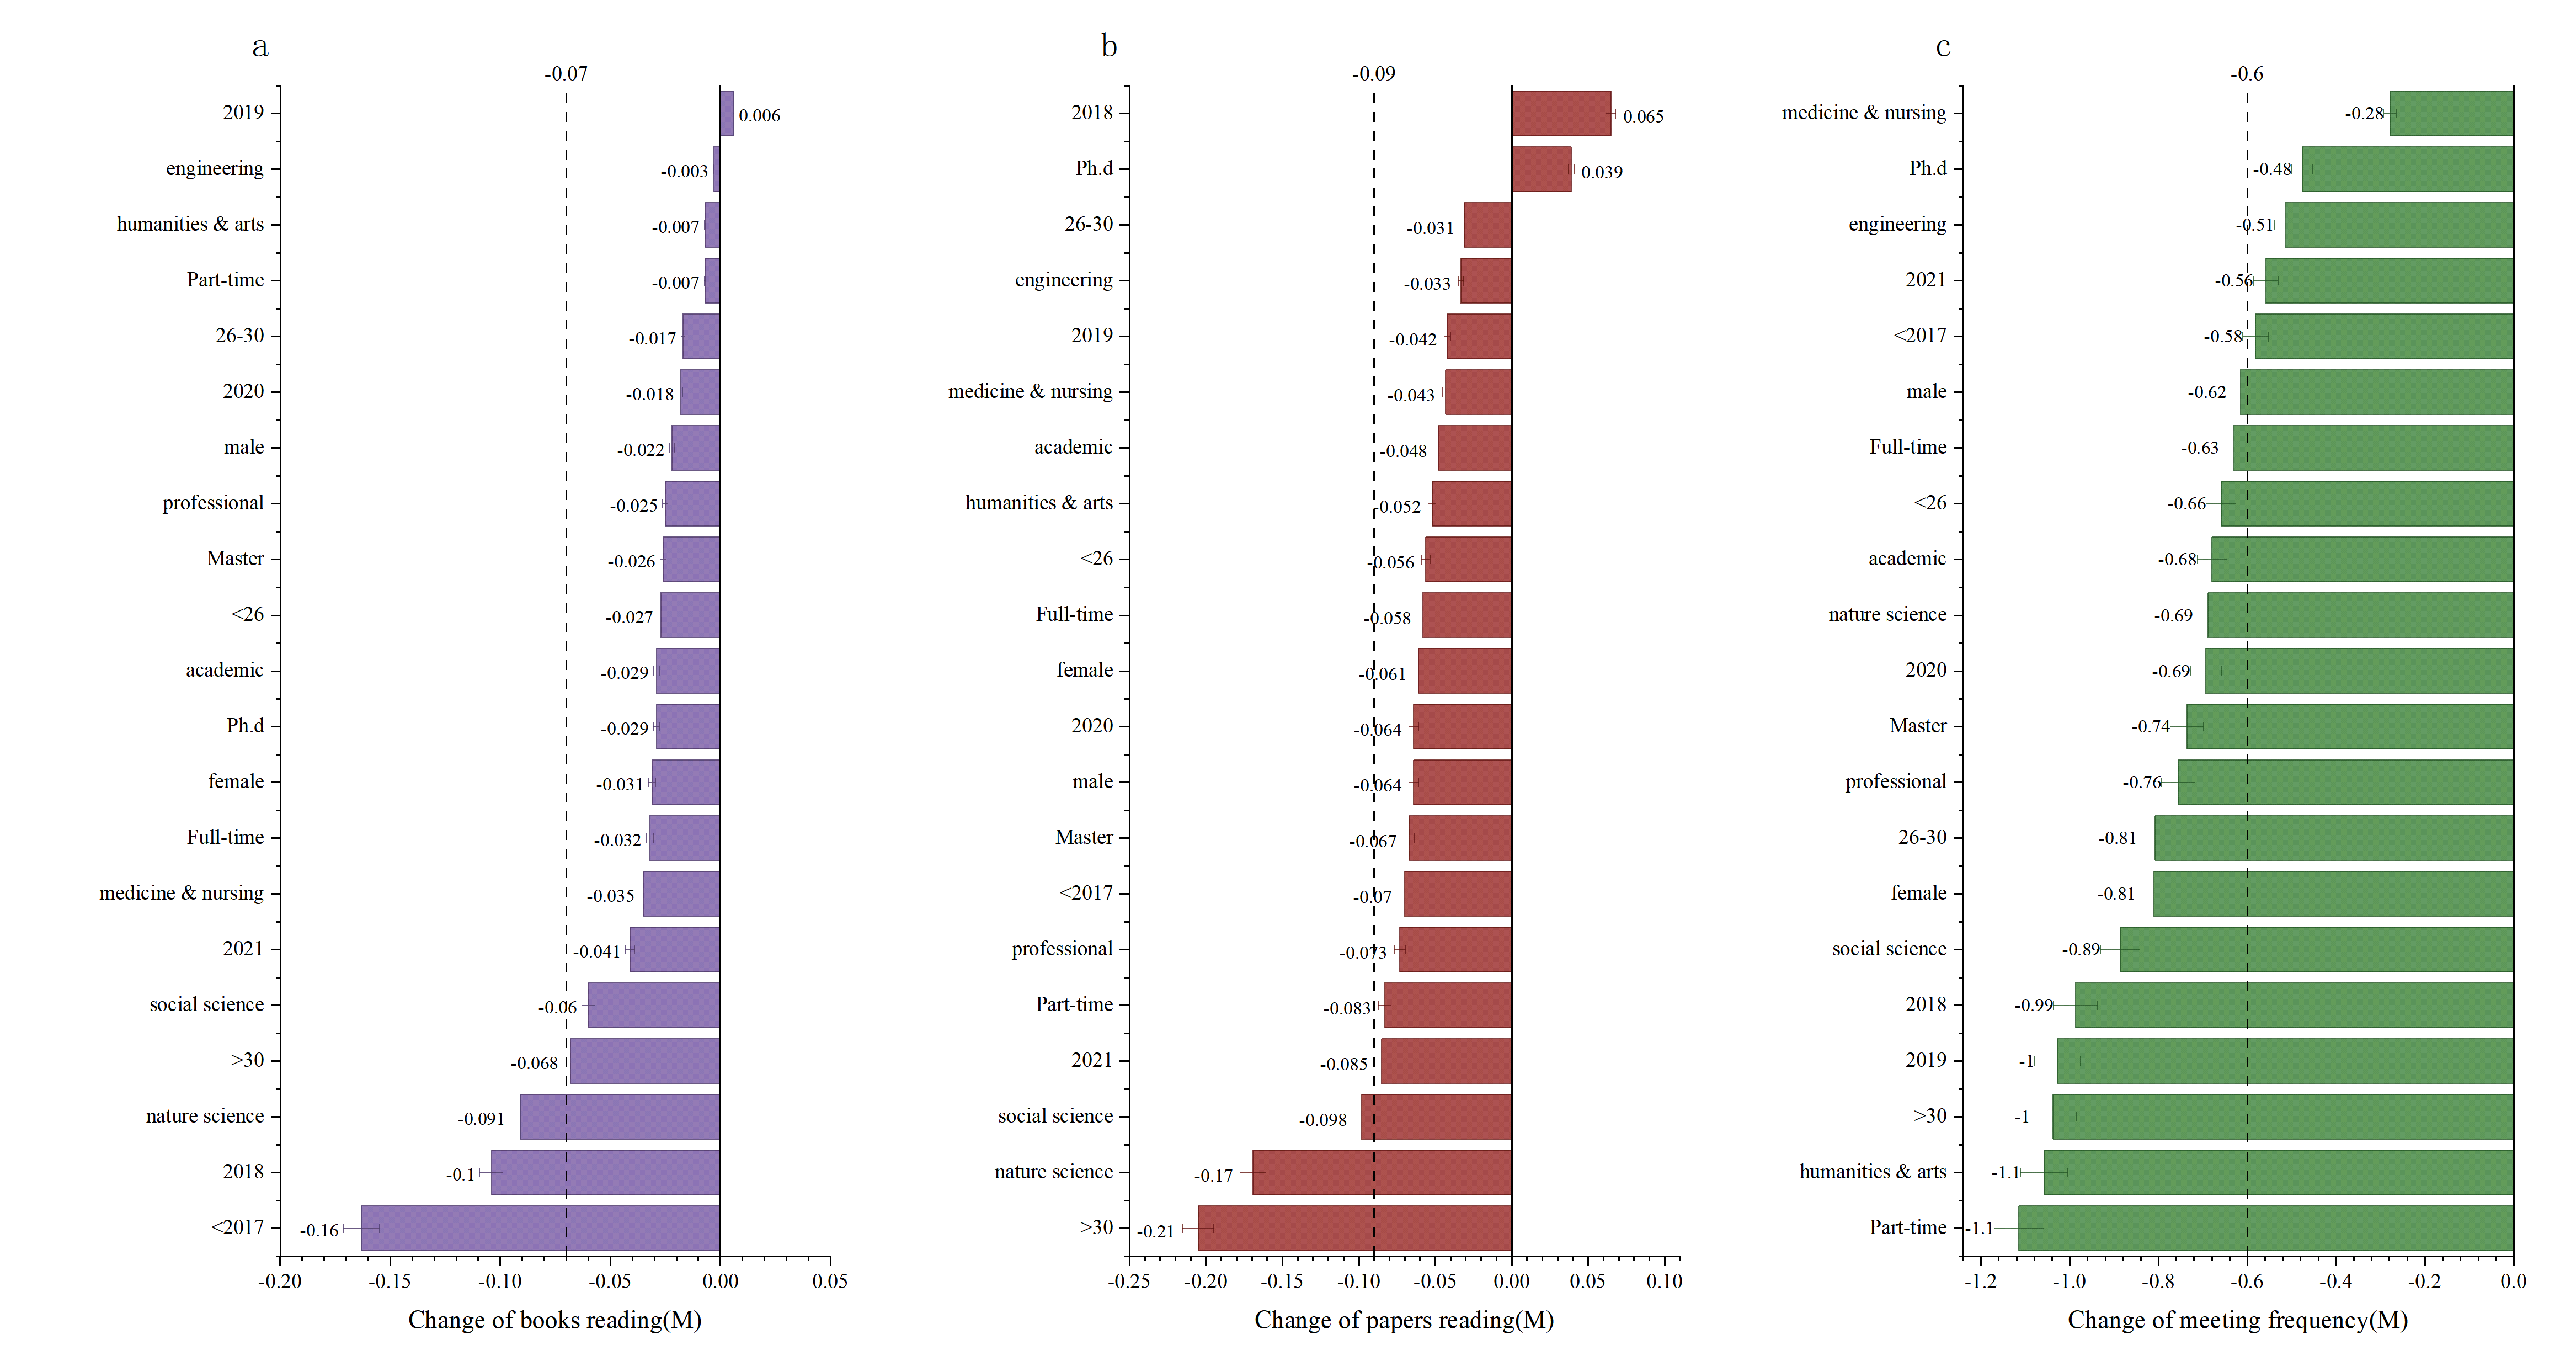 a
-0.07
2019
0.006
engineering
-0.003
humanities & arts
-0.007
Part-time
-0.007
26-30
-0.017
2020
-0.018
male
-0.022
professional
-0.025
Master
-0.026
<26
-0.027
academic
-0.029
Ph.d
-0.029
female
-0.031
Full-time
-0.032
medicine & nursing
-0.035
2021
-0.041
social science
-0.06
>30
-0.068
nature science
-0.091
2018
-0.1
<2017
-0.16
-0.20 -0.15 -0.10 -0.05 0.00 0.05
Change of books reading(M)
b
-0.09
2018
0.065
Ph.d
0.039
26-30
-0.031
engineering
-0.033
2019
-0.042
medicine & nursing
-0.043
academic
-0.048
humanities & arts
-0.052
<26
-0.056
Full-time
-0.058
female
-0.061
2020
-0.064
male
-0.064
Master
-0.067
<2017
-0.07
professional
-0.073
Part-time
-0.083
2021
-0.085
social science
-0.098
nature science
-0.17
>30
-0.21
-0.25 -0.20 -0.15 -0.10 -0.05 0.00 0.05 0.10
Change of papers reading(M)
c
-0.6
medicine & nursing
-0.28
Ph.d
-0.48
engineering
-0.51
2021
-0.56
<2017
-0.58
male
-0.62
Full-time
-0.63
<26
-0.66
academic
-0.68
nature science
-0.69
2020
-0.69
Master
-0.74
professional
-0.76
26-30
-0.81
female
-0.81
social science
-0.89
2018
-0.99
2019
-1
>30
-1
humanities & arts
-1.1
Part-time
-1.1
-1.2 -1.0 -0.8 -0.6 -0.4 -0.2 0.0
Change of meeting frequency(M)